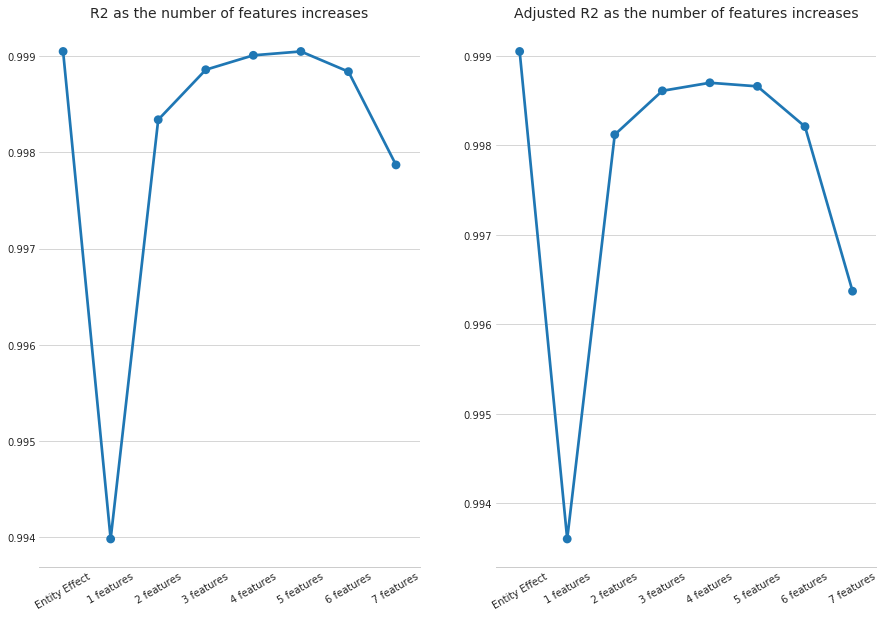 R2 as the number of features increases
0.999
0.998
0.997
0.996
0.995
0.994
Entity Effect
1 features
2 features
3 features
4 features
5 features
6 features
7 features
Adjusted R2 as the number of features increases
0.999
0.998
0.997
0.996
0.995
0.994
Entity Effect
1 features
2 features
3 features
4 features
5 features
6 features
7 features